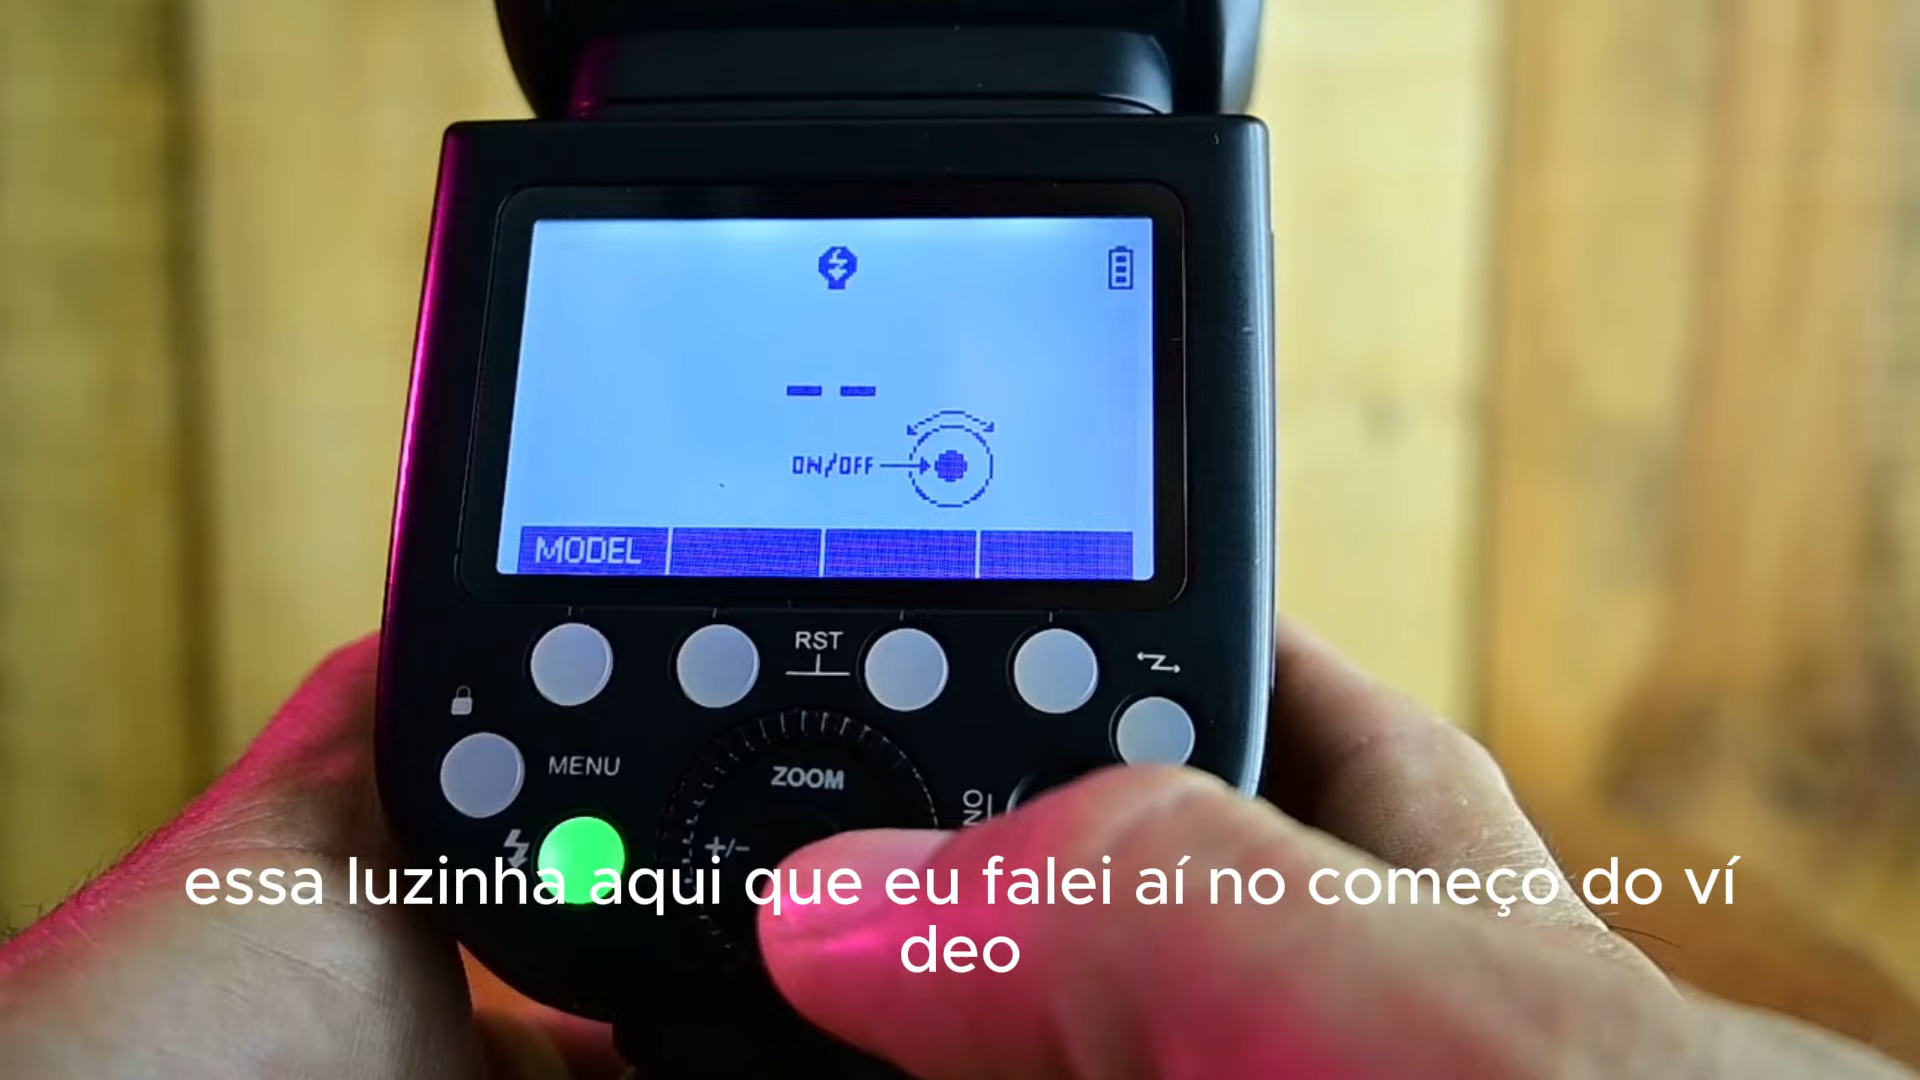 ON/OFF
MODEL
RST
MENU
ZOOM
+/-
essa luzinha aqui que eu falei aí no começo do ví
deo